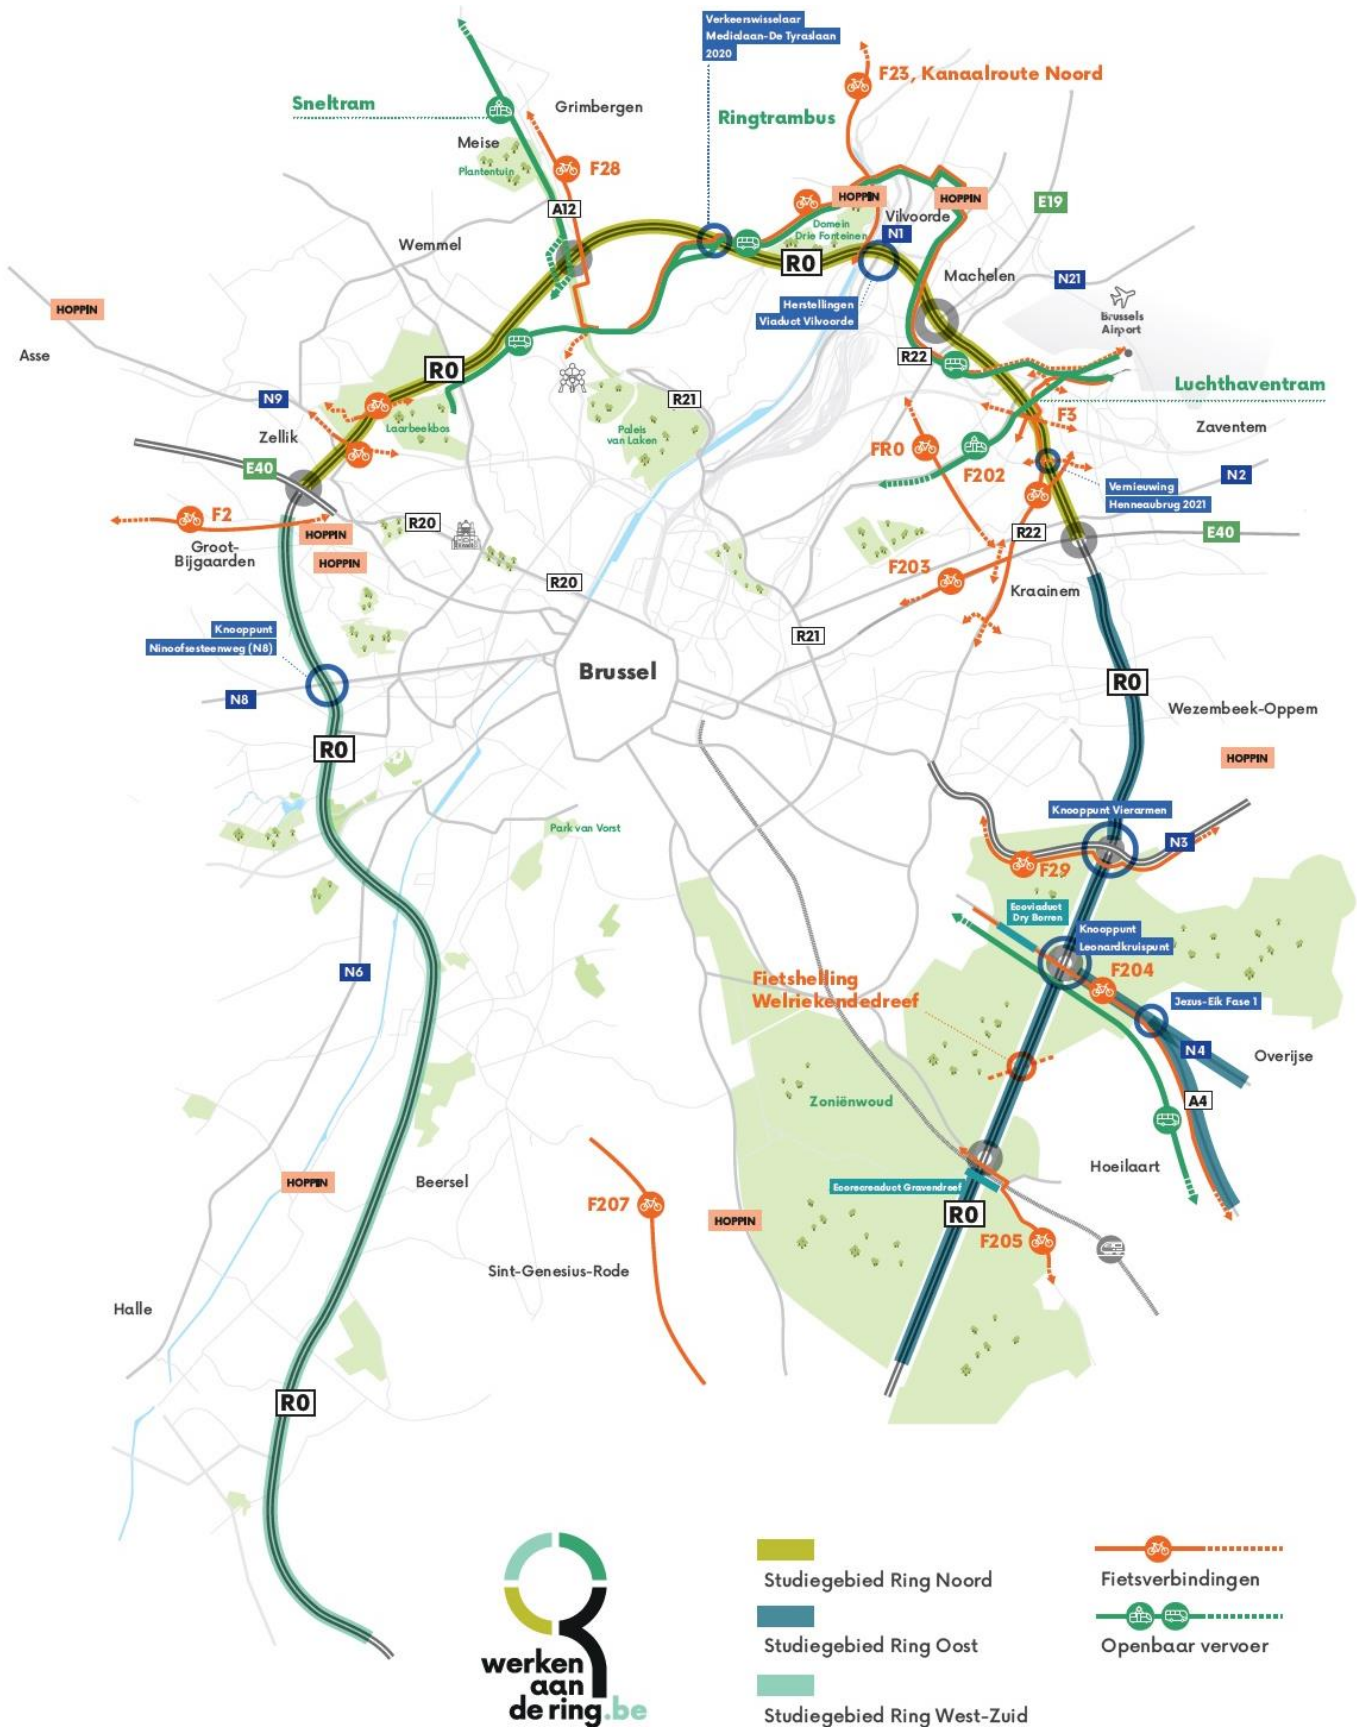 Verkeerswisselaar
Medialaan-De Tyraslaan
2020
F23, Kanaalroute Noord
Sneltram
Grimbergen
Ringtrambus
Meise
Plantentuin
F28
HOPPIN
HOPPIN
E19
A12
Vilvoorde
Domein
Drie Fonteinen
N1
Wemmel
R0
Machelen
N21
HOPPIN
Herstellingen
Viaduct Vilvoorde
Brussels
Airport
Asse
R0
R22
Luchthaventram
N9
R21
F3
Zellik
Laarbeekbos
Paleis
van Laken
Zaventem
FR0
E40
F202
N2
Vernieuwing
Henneaubrug 2021
F2
R20
HOPPIN
R22
E40
Groot-
Bijgaarden
HOPPIN
F203
R20
Kraainem
Knooppunt
Ninoofsesteenweg (N8)
R21
Brussel
R0
N8
Wezembeek-Oppem
R0
HOPPIN
Knooppunt Vierarmen
Park van Vorst
N3
F29
Ecoviaduct
Dry Borren
Knooppunt
Leonardkruispunt
N6
F204
Fietshelling
Welriekendedreef
Jezus-Eik Fase 1
N4
Overijse
Zoniënwoud
A4
Hoeilaart
HOPPIN
Beersel
Ecorecreaduct Gravendreef
F207
HOPPIN
R0
F205
Sint-Genesius-Rode
Halle
R0
werken
aan
de ring.be
Studiegebied Ring Noord
Studiegebied Ring Oost
Studiegebied Ring West-Zuid
Fietsverbindingen
Openbaar vervoer